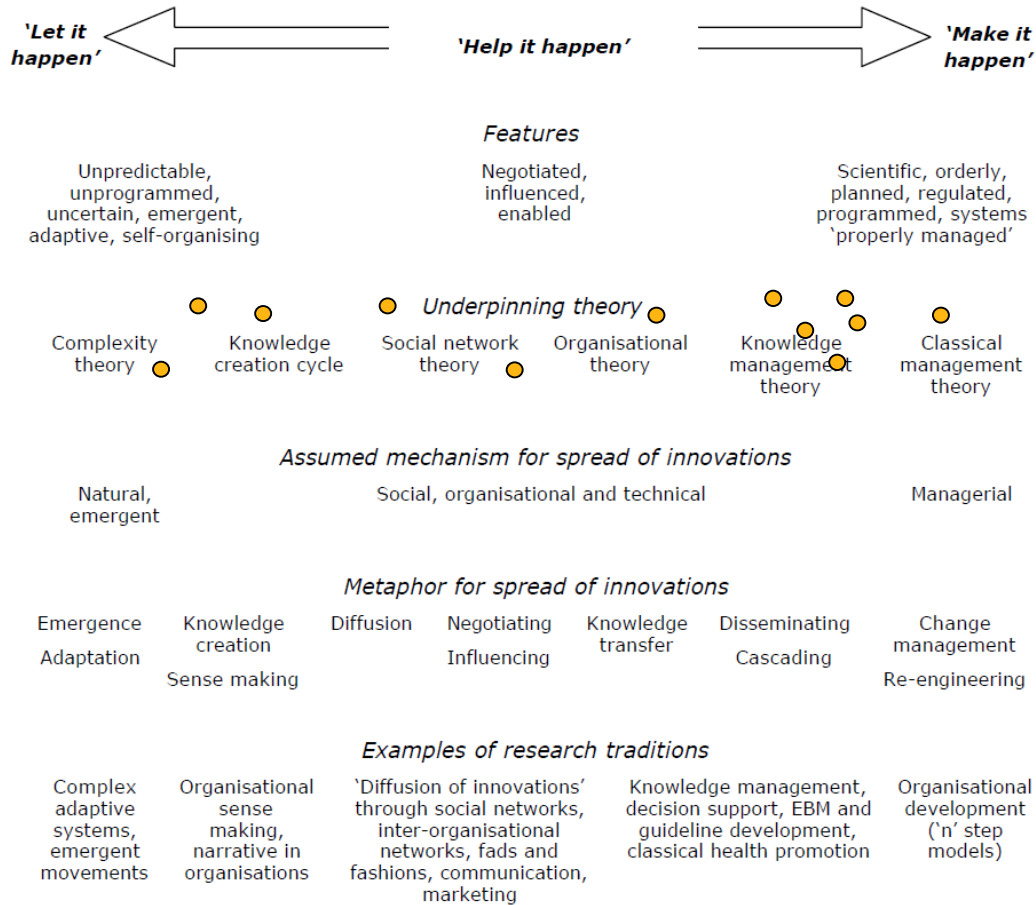 ‘Let it
happen’
‘Help it happen’
‘Make it
happen’
Features
Unpredictable,
unprogrammed,
uncertain, emergent,
adaptive, self-organising
Negotiated,
influenced,
enabled
Scientific, orderly,
planned, regulated,
programmed, systems
‘properly managed’
Underpinning theory
Complexity
theory
Knowledge
creation cycle
Social network
theory
Organisational
theory
Knowledge
management
theory
Classical
management
theory
Assumed mechanism for spread of innovations
Natural,
emergent
Social, organisational and technical
Managerial
Metaphor for spread of innovations
Emergence
Adaptation
Knowledge
creation
Sense making
Diffusion
Negotiating
Influencing
Knowledge
transfer
Disseminating
Cascading
Change
management
Re-engineering
Examples of research traditions
Complex
adaptive
systems,
emergent
movements
Organisational
sense
making,
narrative in
organisations
‘Diffusion of innovations’
through social networks,
inter-organisational
networks, fads and
fashions, communication,
marketing
Knowledge management,
decision support, EBM and
guideline development,
classical health promotion
Organisational
development
(‘n’ step
models)